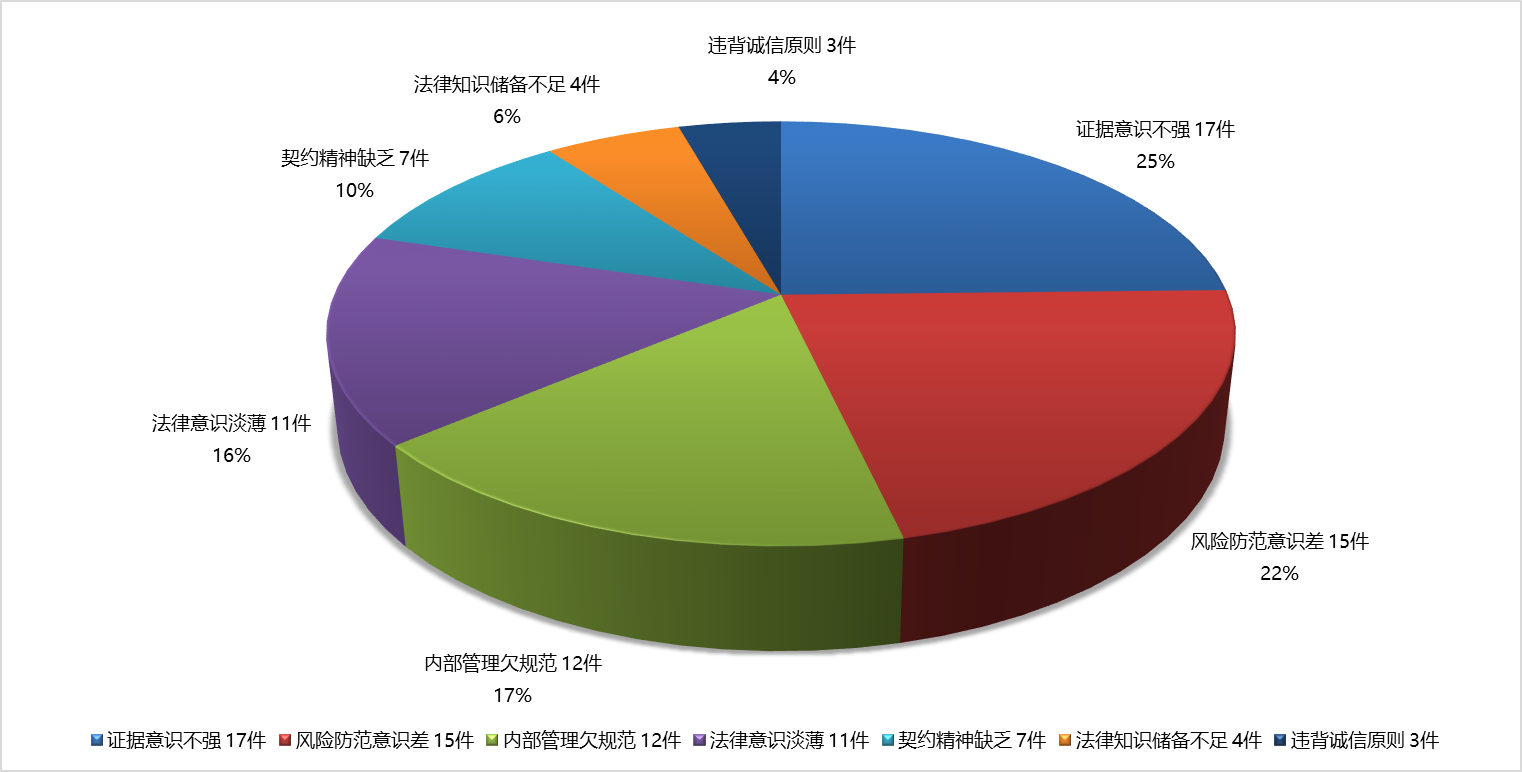 违背诚信原则 3件
4%
法律知识储备不足 4件
6%
证据意识不强 17件
25%
契约精神缺乏 7件
10%
法律意识淡薄 11件
16%
风险防范意识差 15件
22%
内部管理欠规范 12件
17%
证据意识不强 17件 风险防范意识差 15件 内部管理欠规范 12件 法律意识淡薄 11件 契约精神缺乏 7件 法律知识储备不足 4件 违背诚信原则 3件